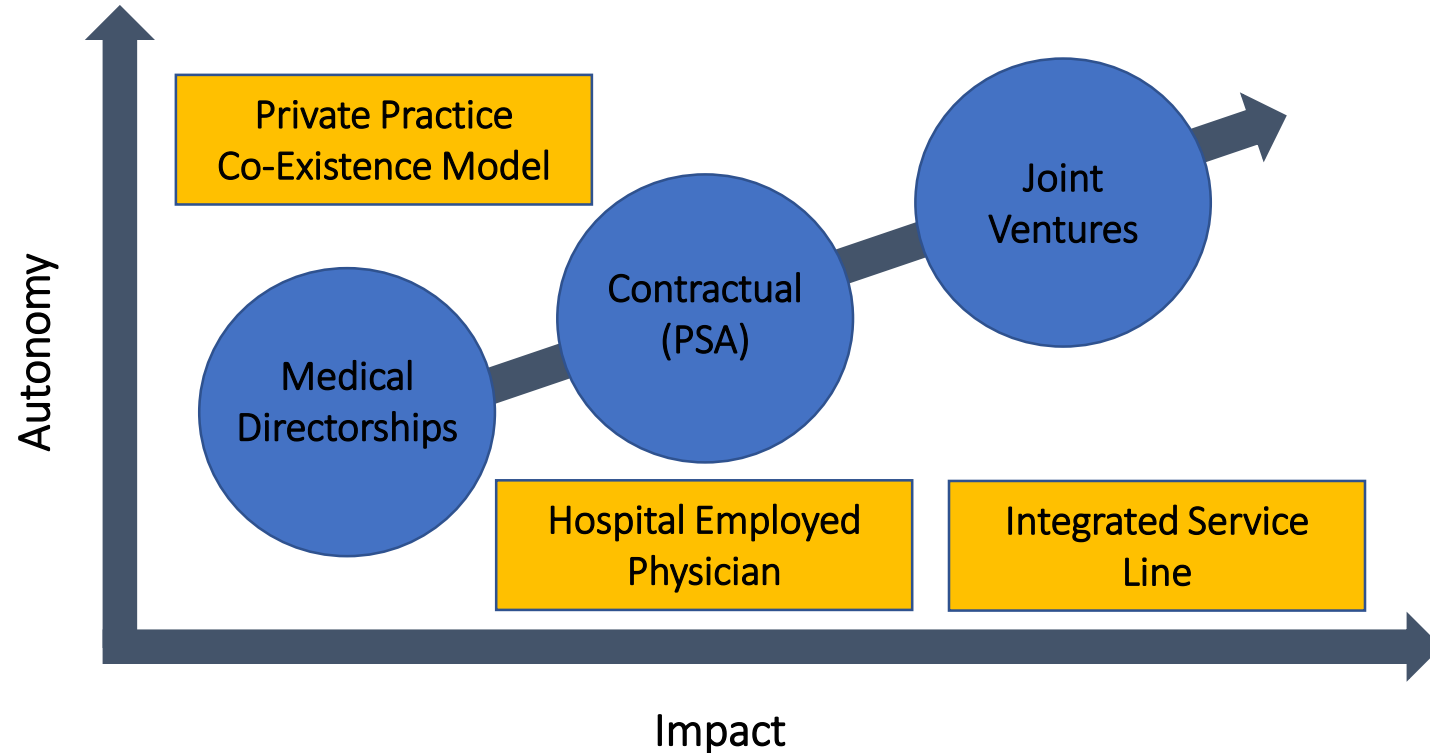 Private Practice
Co-Existence Model
Joint
Ventures
Contractual
(PSA)
Medical
Directorships
Hospital Employed
Physician
Integrated Service
Line
Autonomy
Impact